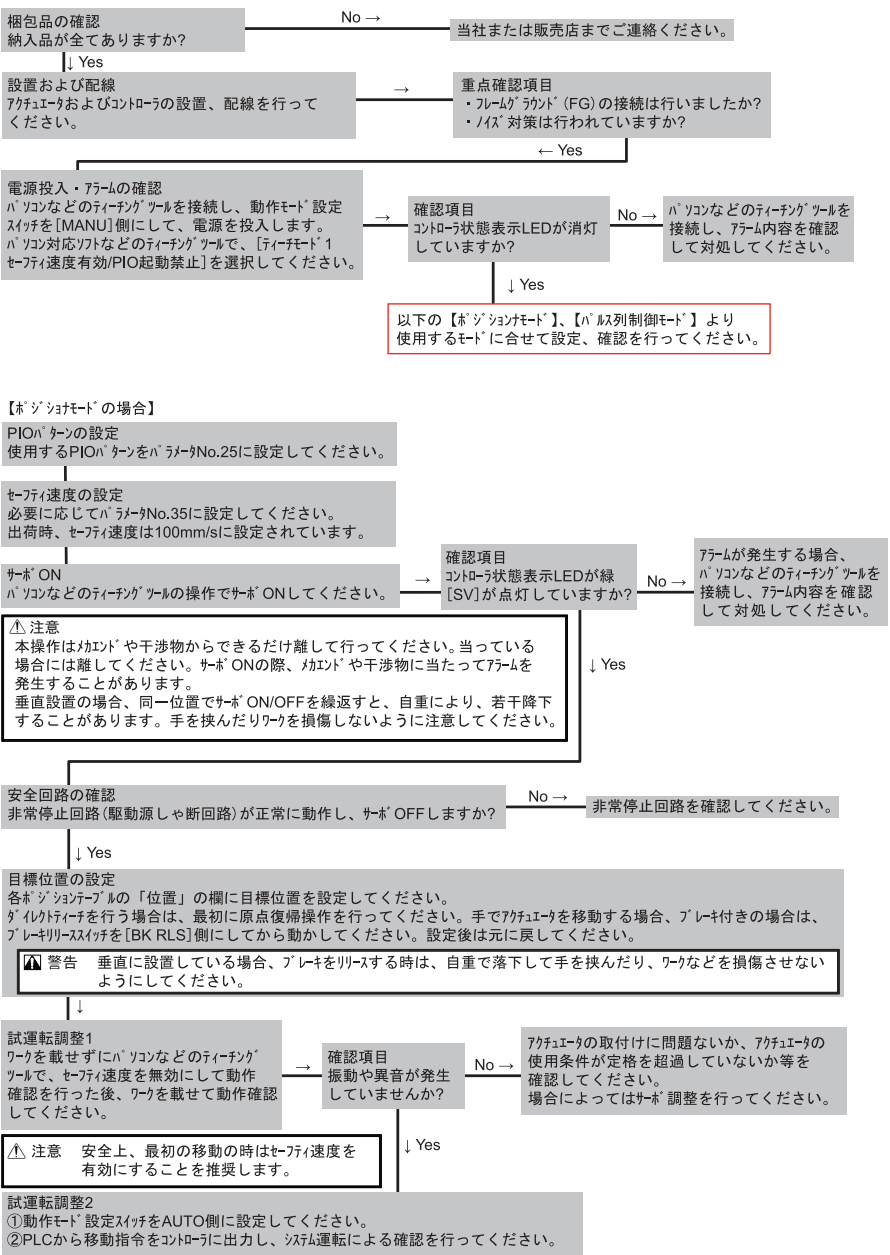 梱包品の確認
納入品が全てありますか?
No →
当社または販売店までご連絡ください。
↓ Yes
設置および配線
ｱｸﾁｭｴｰﾀおよびｺﾝﾄﾛｰﾗの設置、配線を行って
ください。
→
重点確認項目
・ﾌﾚｰﾑｸﾞﾗｳﾝﾄﾞ(FG)の接続は行いましたか?
・ﾉｲｽﾞ対策は行われていますか?
← Yes
電源投入・ｱﾗｰﾑの確認
ﾊﾟｿｺﾝなどのﾃｨｰﾁﾝｸﾞﾂｰﾙを接続し、動作ﾓｰﾄﾞ設定
ｽｲｯﾁを[MANU]側にして、電源を投入します。
ﾊﾟｿｺﾝ対応ｿﾌﾄなどのﾃｨｰﾁﾝｸﾞﾂｰﾙで、[ﾃｨｰﾁﾓｰﾄﾞ1
ｾｰﾌﾃｨ速度有効/PIO起動禁止]を選択してください。
→
確認項目
ｺﾝﾄﾛｰﾗ状態表示LEDが消灯
していますか?
No →
ﾊﾟｿｺﾝなどのﾃｨｰﾁﾝｸﾞﾂｰﾙを
接続し、ｱﾗｰﾑ内容を確認
して対処してください。
↓ Yes
以下の【ﾎﾟｼﾞｼｮﾝﾅﾓｰﾄﾞ】、【ﾊﾟﾙｽ列制御ﾓｰﾄﾞ】より
使用するﾓｰﾄﾞに合せて設定、確認を行ってください。
【ﾎﾟｼﾞｼｮﾅﾓｰﾄﾞの場合】
PIOﾊﾟﾀｰﾝの設定
使用するPIOﾊﾟﾀｰﾝをﾊﾟﾗﾒｰﾀNo.25に設定してください。
ｾｰﾌﾃｨ速度の設定
必要に応じてﾊﾟﾗﾒｰﾀNo.35に設定してください。
出荷時、ｾｰﾌﾃｨ速度は100mm/sに設定されています。
ｻｰﾎﾞON
ﾊﾟｿｺﾝなどのﾃｨｰﾁﾝｸﾞﾂｰﾙの操作でｻｰﾎﾞONしてください。
→
確認項目
ｺﾝﾄﾛｰﾗ状態表示LEDが緑
[SV]が点灯していますか?
No →
ｱﾗｰﾑが発生する場合、
ﾊﾟｿｺﾝなどのﾃｨｰﾁﾝｸﾞﾂｰﾙを
接続し、ｱﾗｰﾑ内容を確認
して対処してください。
⚠ 注意
本操作はﾒｶｴﾝﾄﾞや干渉物からできるだけ離して行ってください。当っている
場合には離してください。ｻｰﾎﾞONの際、ﾒｶｴﾝﾄﾞや干渉物に当たってｱﾗｰﾑを
発生することがあります。
垂直設置の場合、同一位置でｻｰﾎﾞON/OFFを繰返すと、自重により、若干降下
することがあります。手を挟んだりﾜｰｸを損傷しないように注意してください。
↓ Yes
安全回路の確認
非常停止回路(駆動源しゃ断回路)が正常に動作し、ｻｰﾎﾞOFFしますか?
No →
非常停止回路を確認してください。
↓ Yes
目標位置の設定
各ﾎﾟｼﾞｼｮﾝﾃｰﾌﾞﾙの「位置」の欄に目標位置を設定してください。
ﾀﾞｲﾚｸﾄﾃｨｰﾁを行う場合は、最初に原点復帰操作を行ってください。手でｱｸﾁｭｴｰﾀを移動する場合、ﾌﾞﾚｰｷ付きの場合は、
ﾌﾞﾚｰｷﾘﾘｰｽｽｲｯﾁを[BK RLS]側にしてから動かしてください。設定後は元に戻してください。
⚠ 警告 垂直に設置している場合、ﾌﾞﾚｰｷをﾘﾘｰｽする時は、自重で落下して手を挟んだり、ﾜｰｸなどを損傷させない
ようにしてください。
↓
試運転調整1
ﾜｰｸを載せずにﾊﾟｿｺﾝなどのﾃｨｰﾁﾝｸﾞ
ﾂｰﾙで、ｾｰﾌﾃｨ速度を無効にして動作
確認を行った後、ﾜｰｸを載せて動作確認
してください。
→
確認項目
振動や異音が発生
していませんか?
No →
ｱｸﾁｭｴｰﾀの取付けに問題ないか、ｱｸﾁｭｴｰﾀの
使用条件が定格を超過していないか等を
確認してください。
場合によってはｻｰﾎﾞ調整を行ってください。
⚠ 注意 安全上、最初の移動の時はｾｰﾌﾃｨ速度を
有効にすることを推奨します。
↓ Yes
試運転調整2
①動作ﾓｰﾄﾞ設定ｽｲｯﾁをAUTO側に設定してください。
②PLCから移動指令をｺﾝﾄﾛｰﾗに出力し、ｼｽﾃﾑ運転による確認を行ってください。